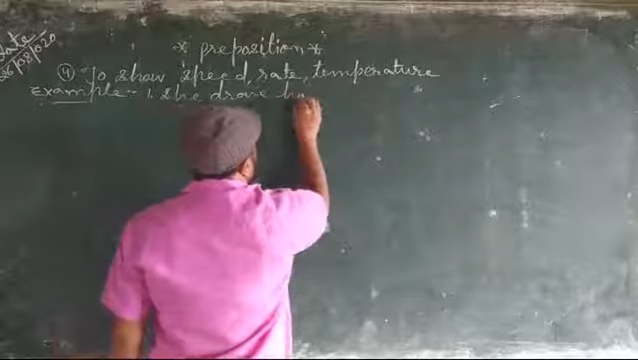 Date
26/08/020
* preposition *
(4) To show speed, rate, temperature
Example - 1. She drove